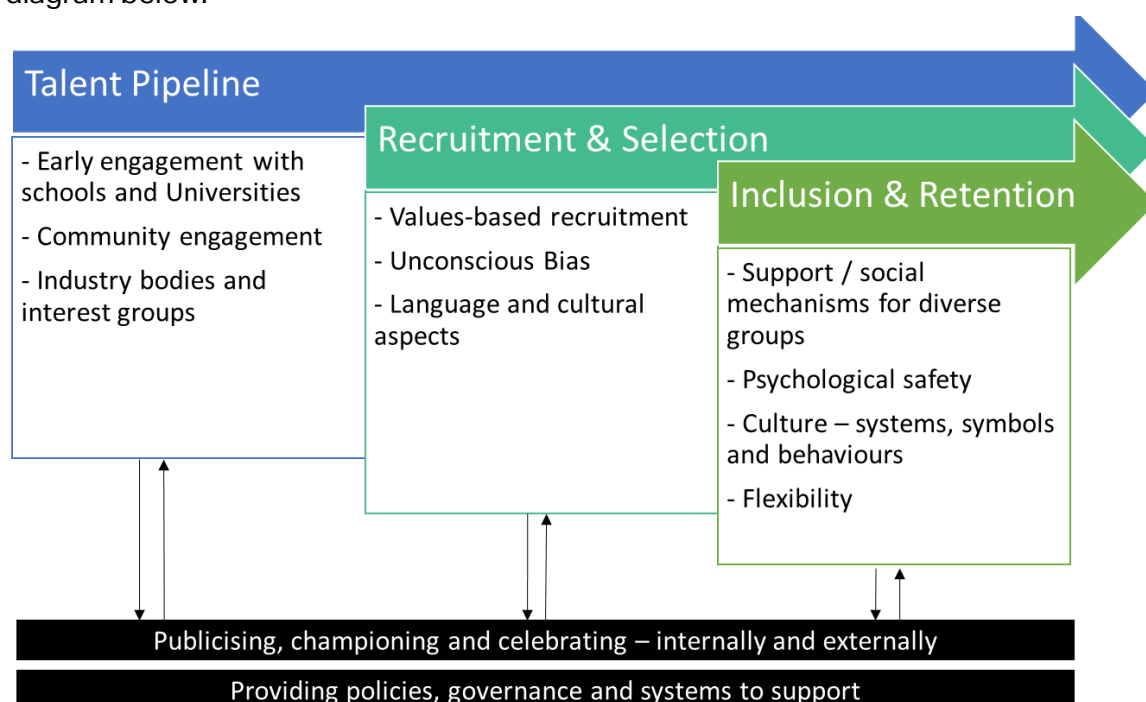 diagram below.
Talent Pipeline
- Early engagement with
schools and Universities
- Community engagement
- Industry bodies and
interest groups
Recruitment & Selection
- Values-based recruitment
- Unconscious Bias
- Language and cultural
aspects
Inclusion & Retention
- Support / social
mechanisms for diverse
groups
- Psychological safety
- Culture – systems, symbols
and behaviours
- Flexibility
Publicising, championing and celebrating – internally and externally
Providing policies, governance and systems to support